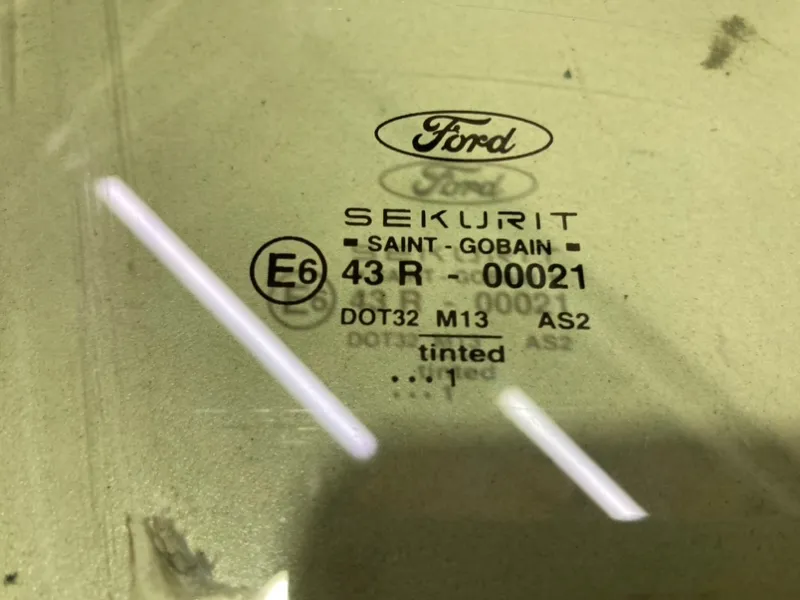 Ford
SEKURIT
SAINT - GOBAIN
E6 43 R - 00021
DOT32 M13 AS2
tinted
...1